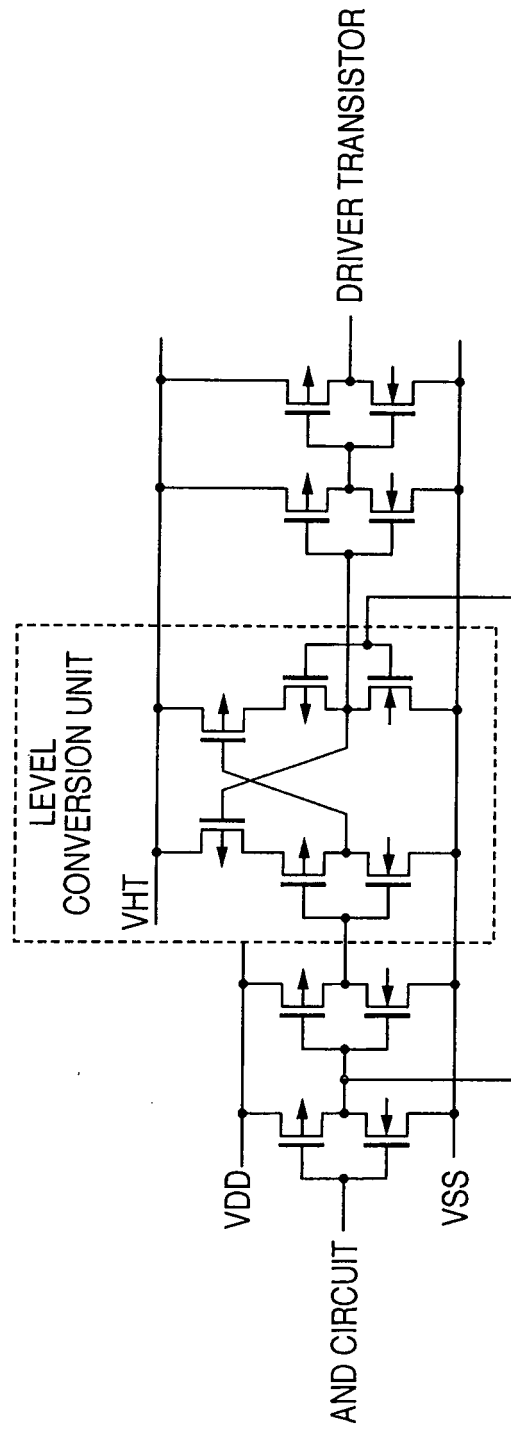 LEVEL
CONVERSION UNIT
VHT
VDD
AND CIRCUIT
VSS
DRIVER TRANSISTOR